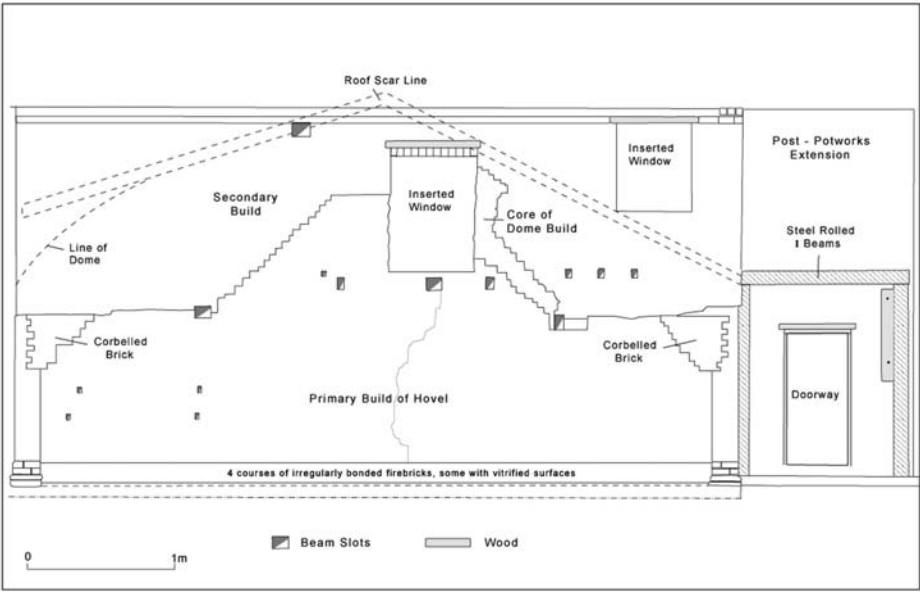 Roof Scar Line
Inserted
Window
Post - Potworks
Extension
Secondary
Build
Inserted
Window
Core of
Dome Build
Steel Rolled
I Beams
Line of
Dome
Corbelled
Brick
Corbelled
Brick
Doorway
Primary Build of Hovel
4 courses of irregularly bonded firebricks, some with vitrified surfaces
Beam Slots
Wood
0
1m